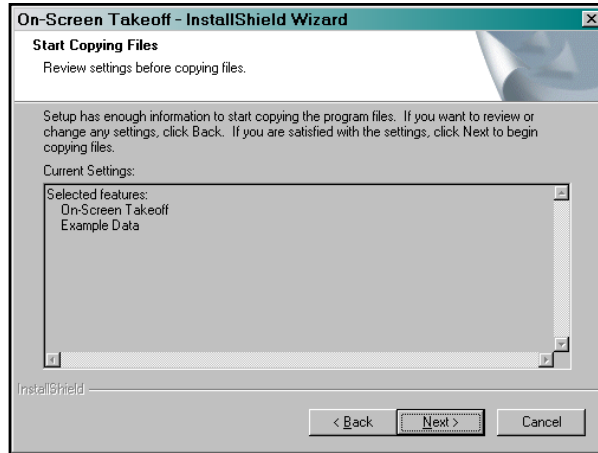 On-Screen Takeoff - InstallShield Wizard
Start Copying Files
Review settings before copying files.
Setup has enough information to start copying the program files.  If you want to review or
change any settings, click Back.  If you are satisfied with the settings, click Next to begin
copying files.
Current Settings:
Selected features:
On-Screen Takeoff
Example Data
InstallShield
< Back
Next >
Cancel